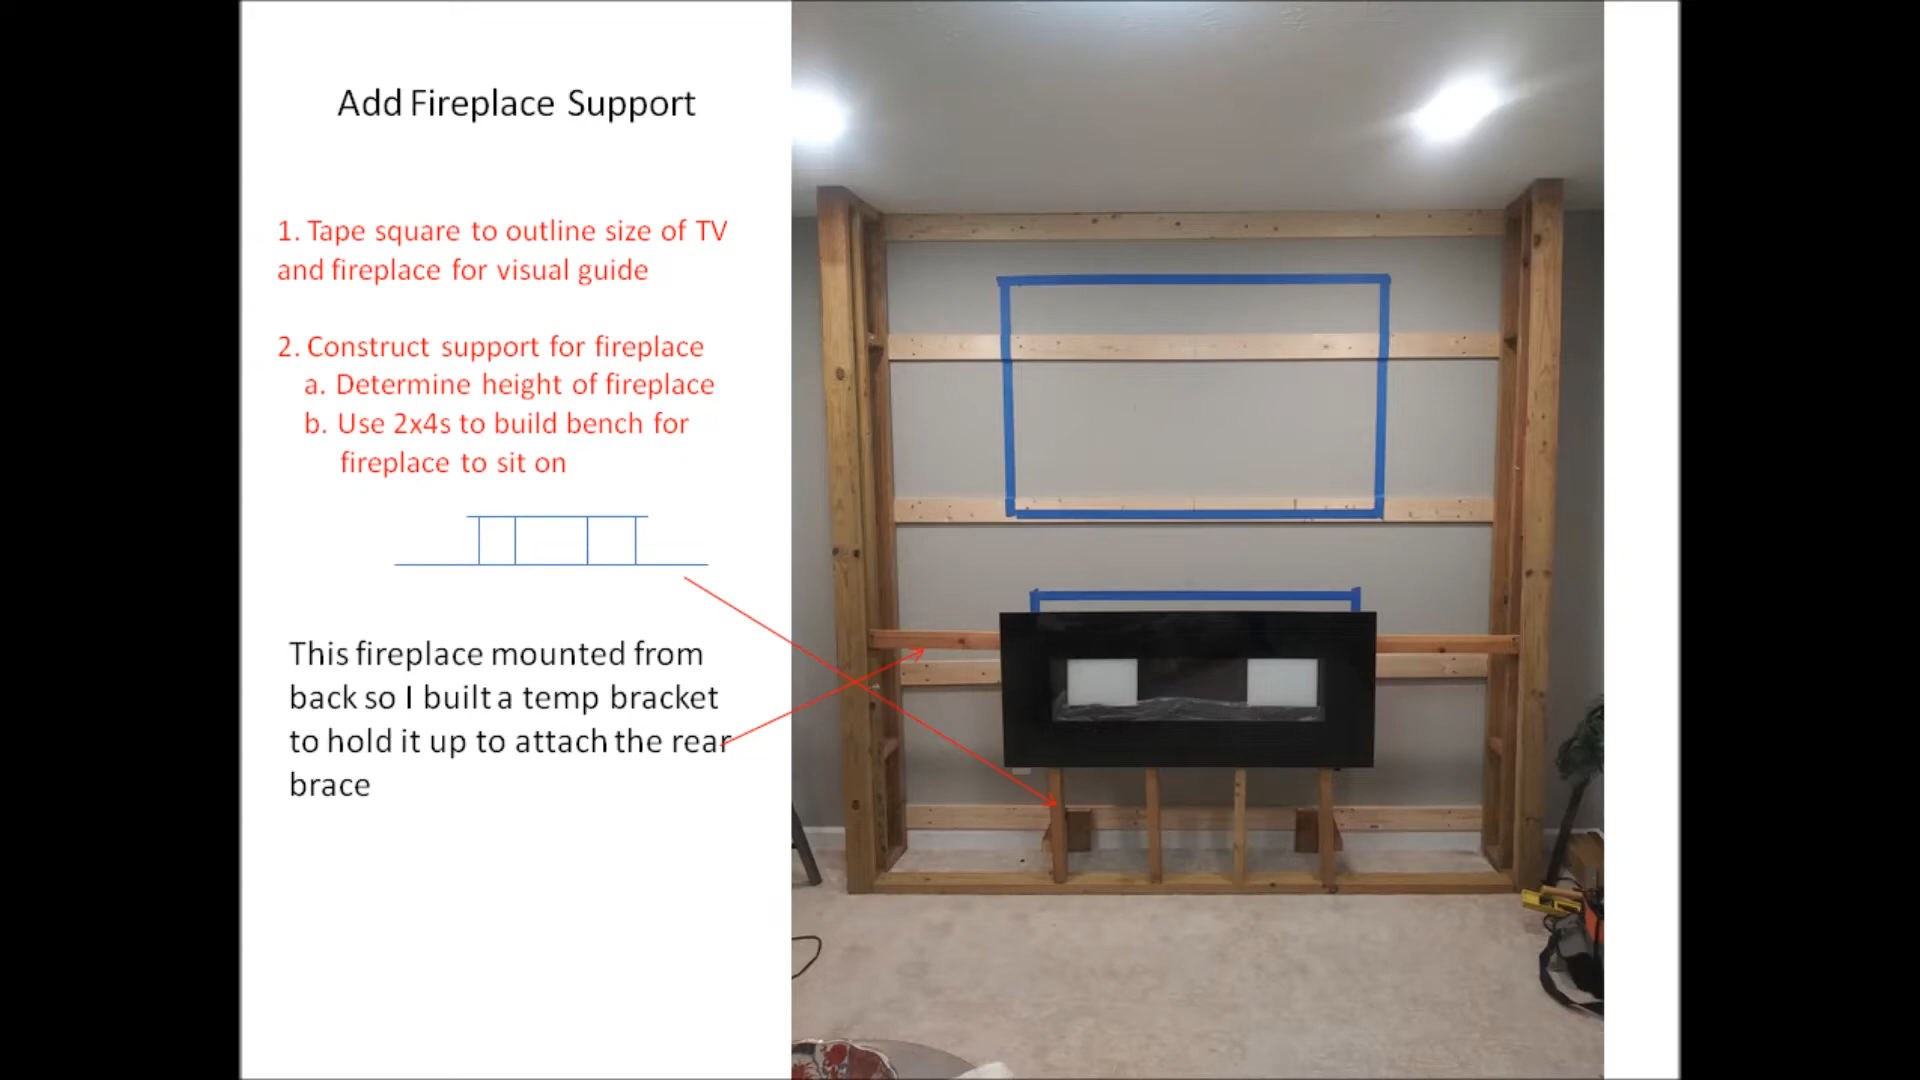 Add Fireplace Support
1. Tape square to outline size of TV
and fireplace for visual guide
2. Construct support for fireplace
a. Determine height of fireplace
b. Use 2x4s to build bench for
fireplace to sit on
This fireplace mounted from
back so I built a temp bracket
to hold it up to attach the rear
brace